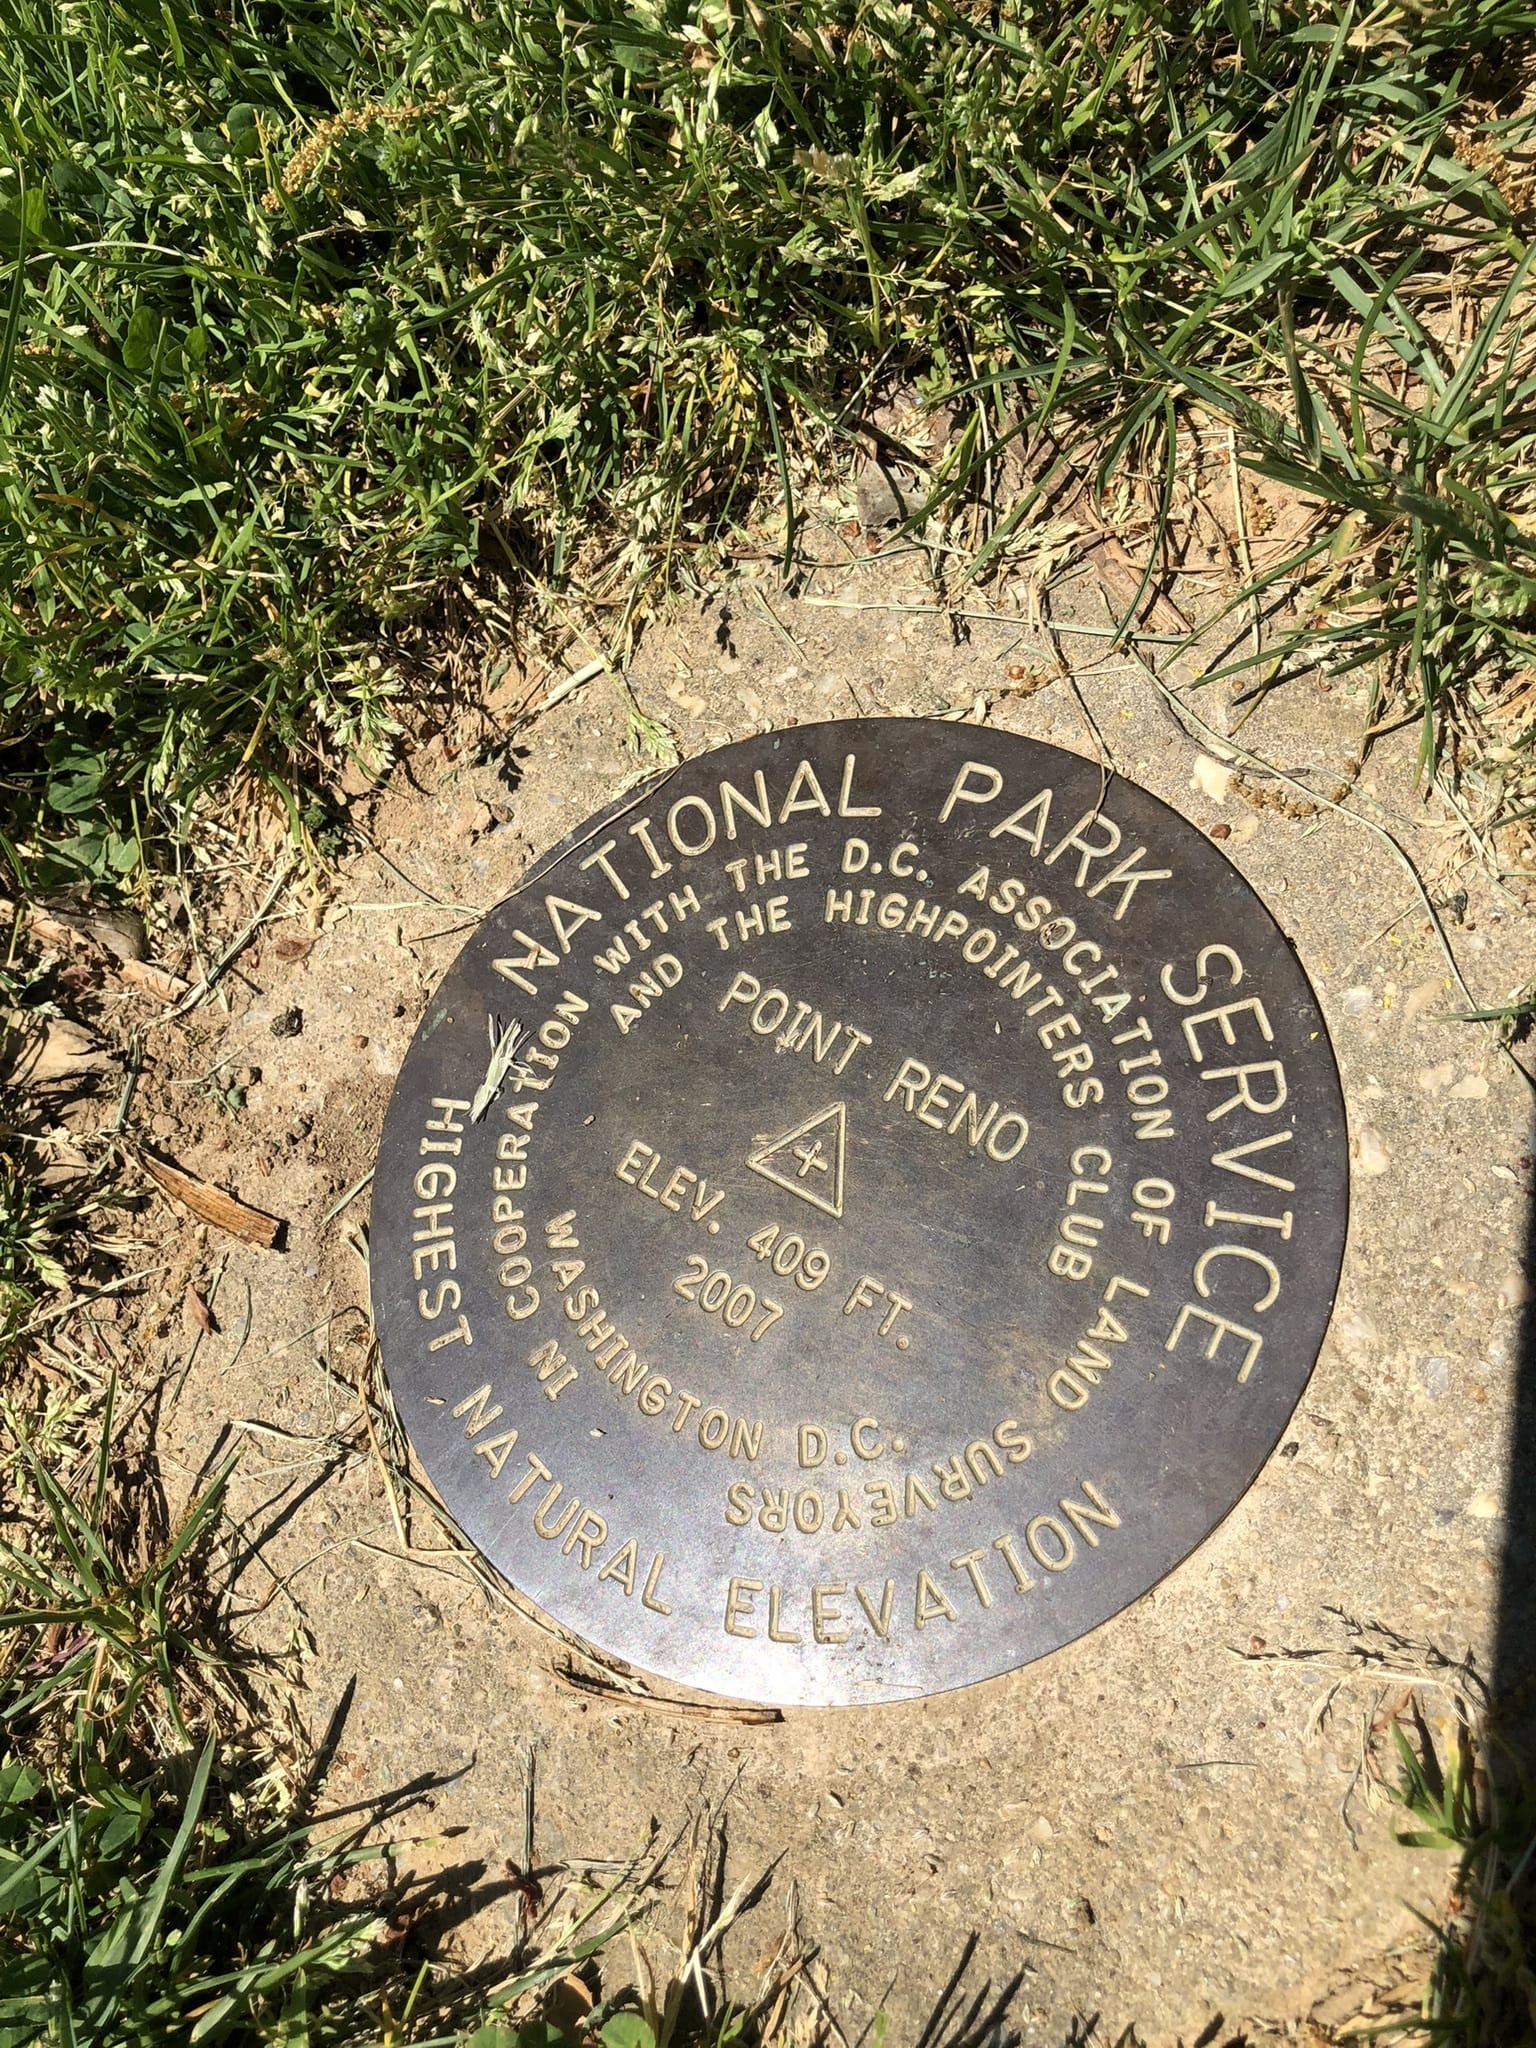 NATIONAL PARK SERVICE
IN COOPERATION WITH THE D.C. ASSOCIATION OF LAND SURVEYORS
AND THE HIGHPOINTERS CLUB
POINT RENO
ELEV. 409 FT.
2007
WASHINGTON D.C.
HIGHEST NATURAL ELEVATION